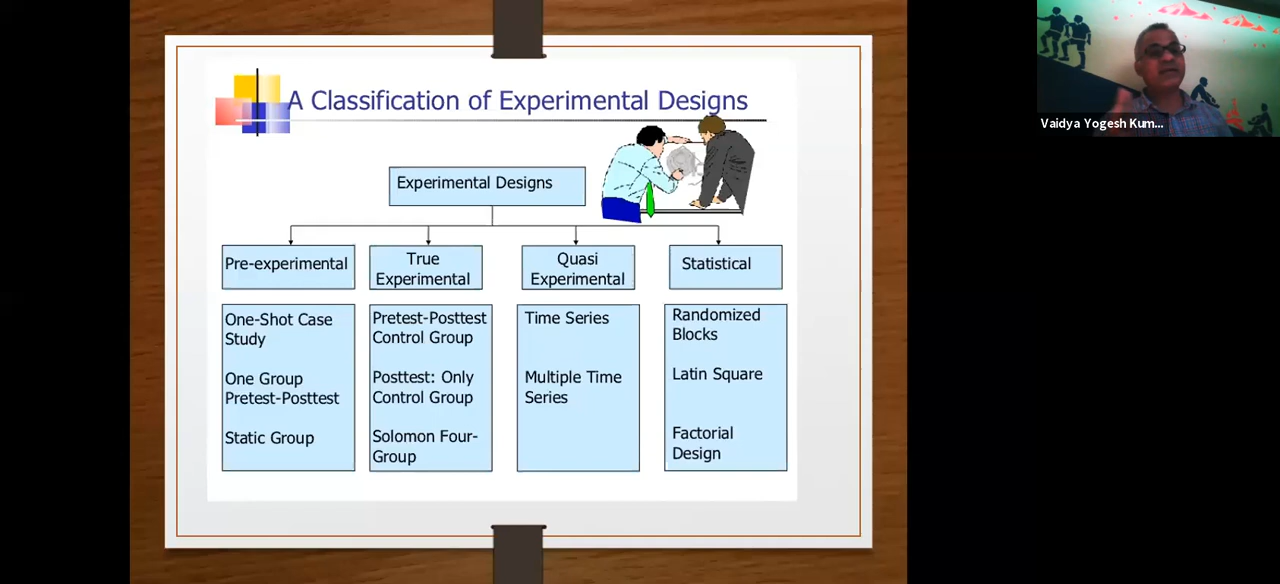 A Classification of Experimental Designs
Vaidya Yogesh Kum...
Experimental Designs
Pre-experimental
True
Experimental
Quasi
Experimental
Statistical
One-Shot Case
Study
One Group
Pretest-Posttest
Static Group
Pretest-Posttest
Control Group
Posttest: Only
Control Group
Solomon Four-
Group
Time Series
Multiple Time
Series
Randomized
Blocks
Latin Square
Factorial
Design